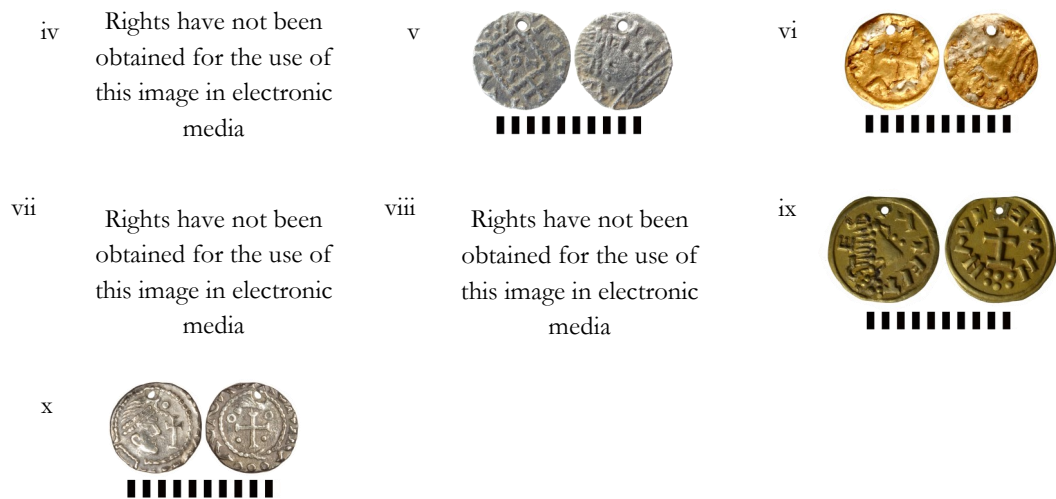 iv
Rights have not been
obtained for the use of
this image in electronic
media
v
vi
vii
Rights have not been
obtained for the use of
this image in electronic
media
viii
Rights have not been
obtained for the use of
this image in electronic
media
ix
x